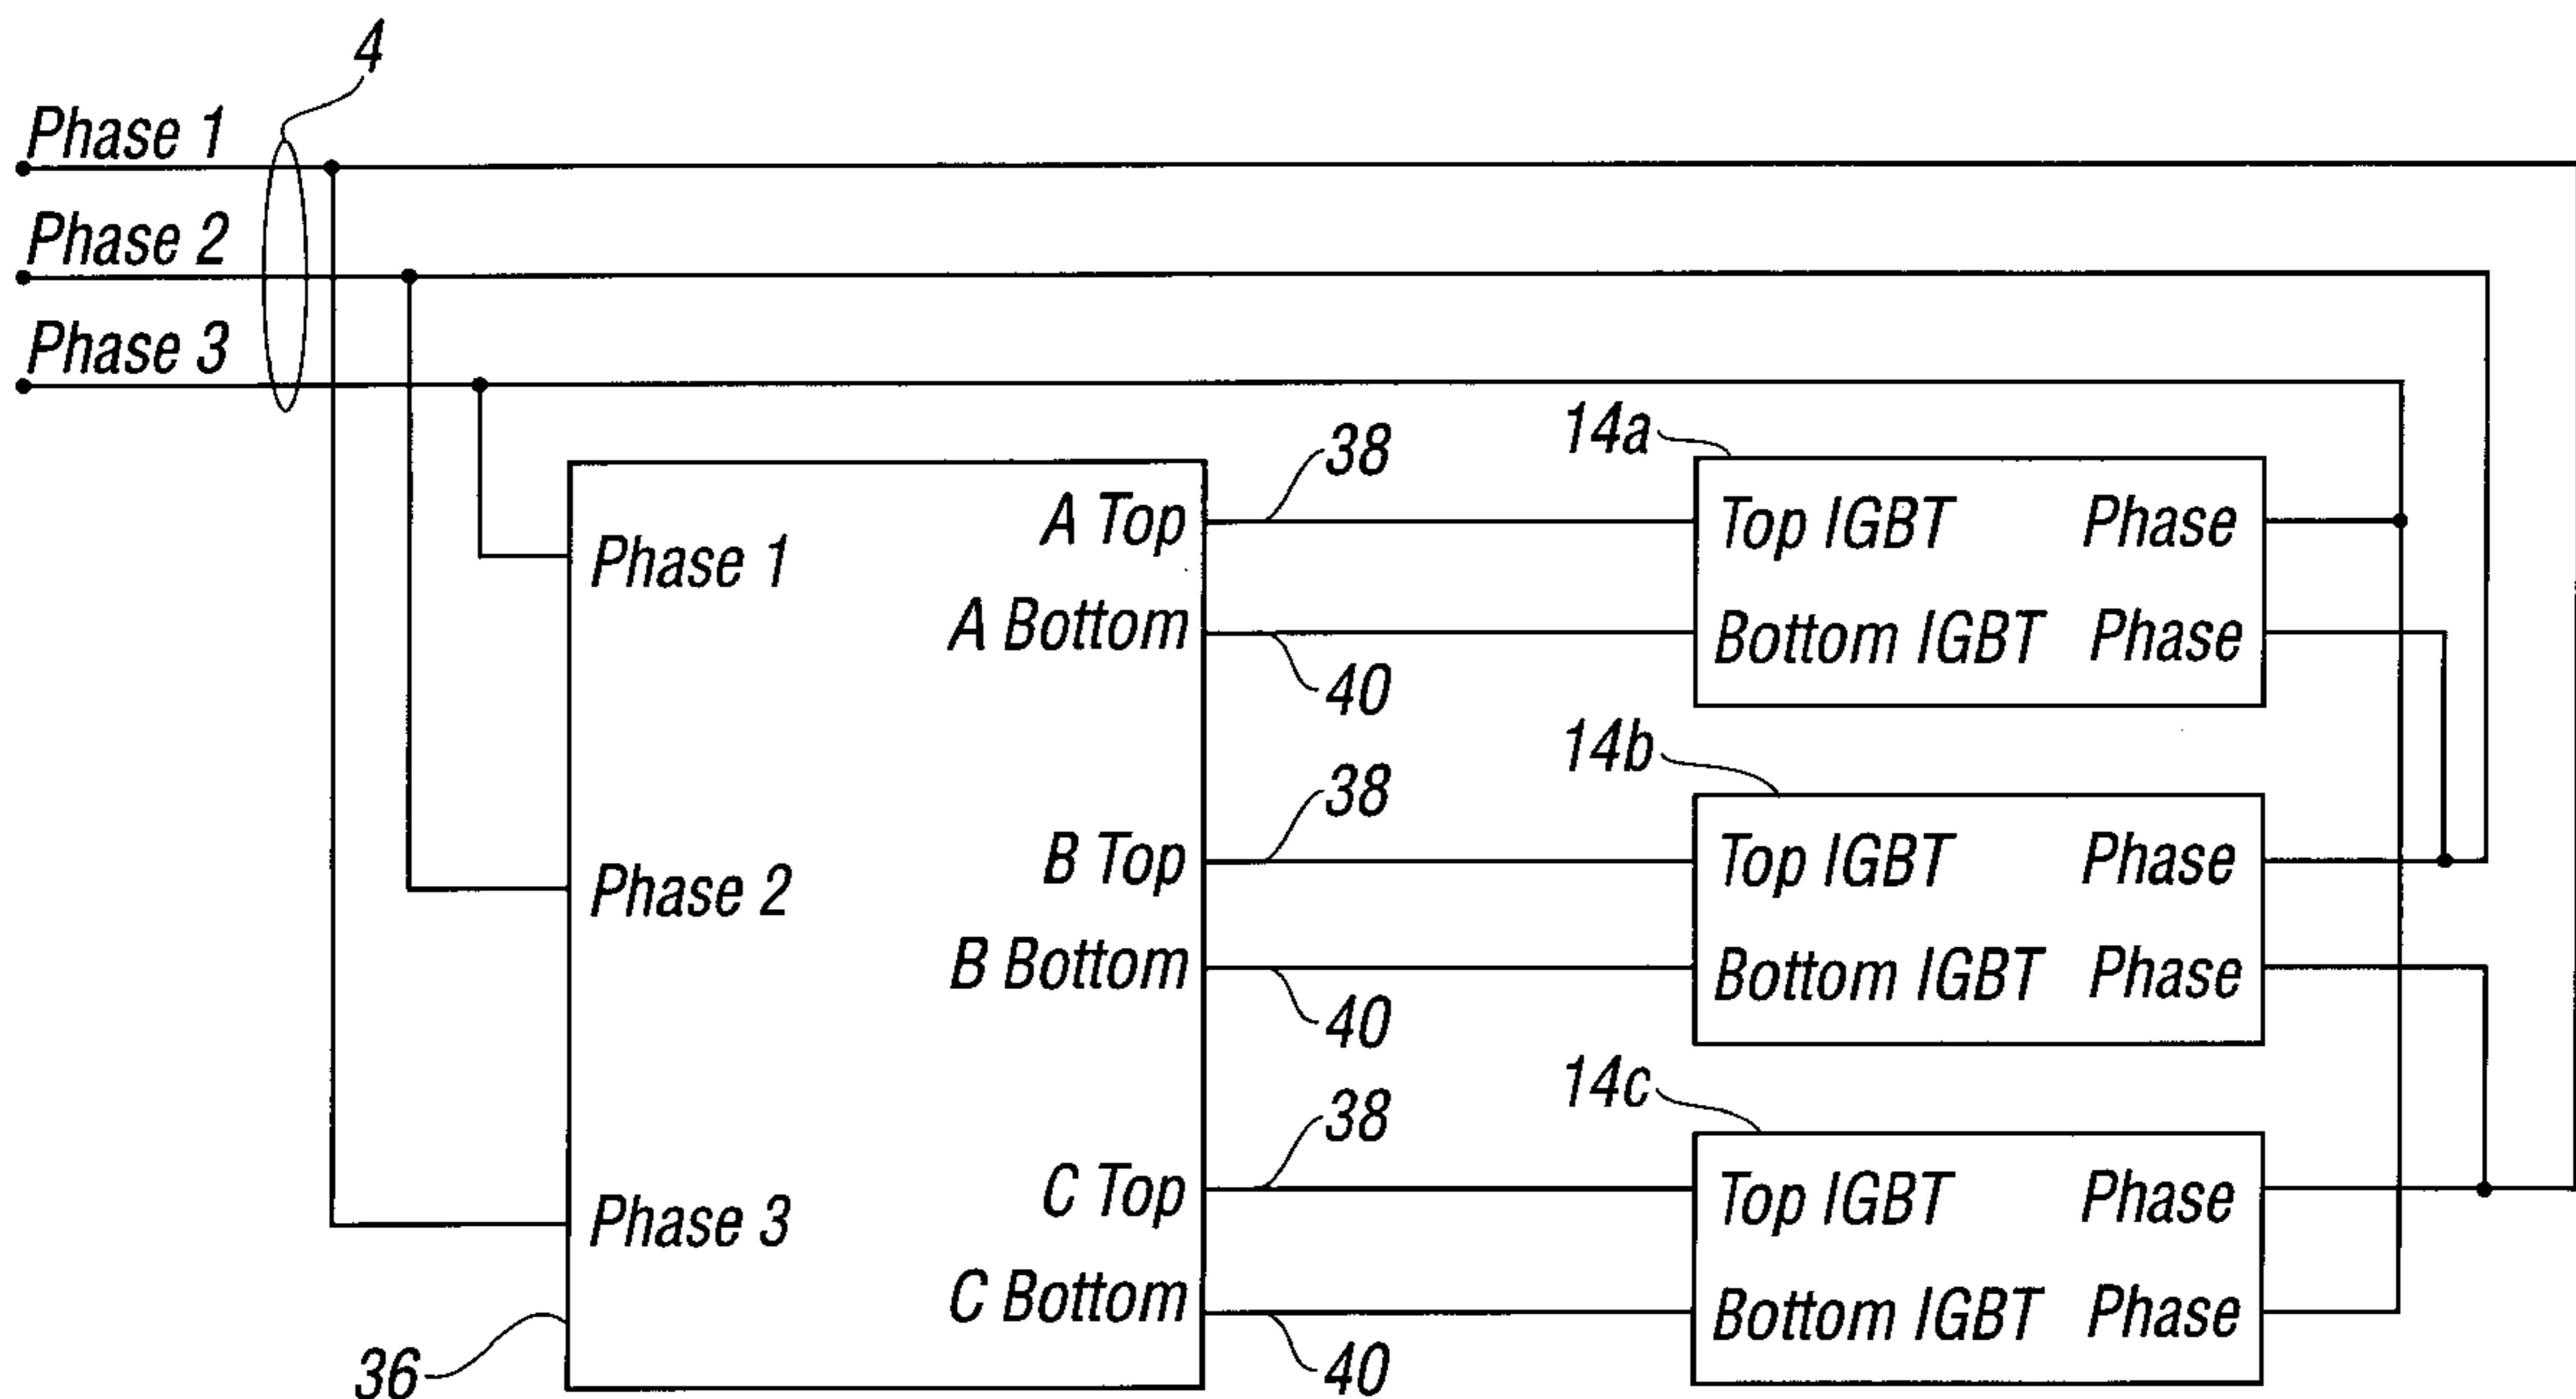 4
Phase 1
Phase 2
Phase 3
14a
38
A Top
Top IGBT
Phase
Phase 1
A Bottom
Bottom IGBT
Phase
40
14b
38
B Top
Top IGBT
Phase
Phase 2
B Bottom
Bottom IGBT
Phase
40
14c
38
C Top
Top IGBT
Phase
Phase 3
C Bottom
Bottom IGBT
Phase
36
40